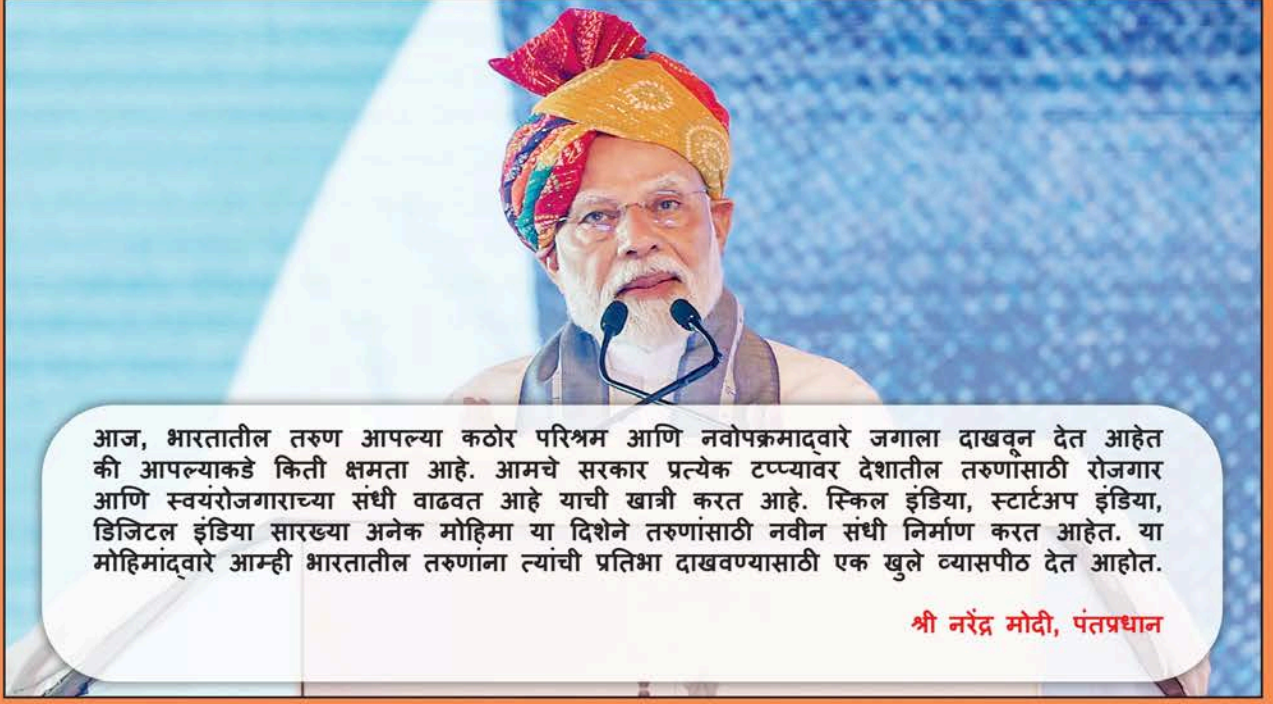 आज, भारतातील तरुण आपल्या कठोर परिश्रम आणि नवोपक्रमाद्वारे जगाला दाखवून देत आहेत
की आपल्याकडे किती क्षमता आहे. आमचे सरकार प्रत्येक टप्प्यावर देशातील तरुणांसाठी रोजगार
आणि स्वयंरोजगाराच्या संधी वाढवत आहे याची खात्री करत आहे. स्किल इंडिया, स्टार्टअप इंडिया,
डिजिटल इंडिया सारख्या अनेक मोहिमा या दिशेने तरुणांसाठी नवीन संधी निर्माण करत आहेत. या
मोहिमांद्वारे आम्ही भारतातील तरुणांना त्यांची प्रतिभा दाखवण्यासाठी एक खुले व्यासपीठ देत आहोत.
श्री नरेंद्र मोदी, पंतप्रधान